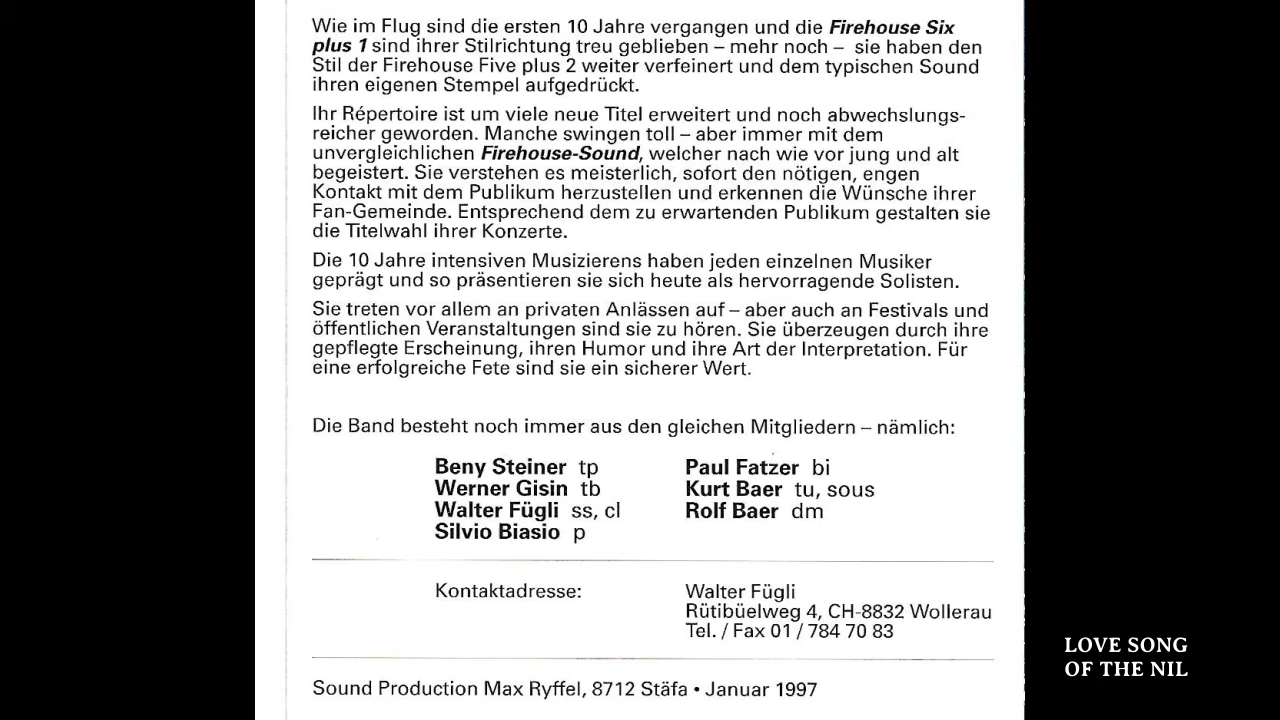 Wie im Flug sind die ersten 10 Jahre vergangen und die Firehouse Six
plus 1 sind ihrer Stilrichtung treu geblieben – mehr noch – sie haben den
Stil der Firehouse Five plus 2 weiter verfeinert und dem typischen Sound
ihren eigenen Stempel aufgedrückt.
Ihr Répertoire ist um viele neue Titel erweitert und noch abwechslungs-
reicher geworden. Manche swingen toll – aber immer mit dem
unvergleichlichen Firehouse-Sound, welcher nach wie vor jung und alt
begeistert. Sie verstehen es meisterlich, sofort den nötigen, engen
Kontakt mit dem Publikum herzustellen und erkennen die Wünsche ihrer
Fan-Gemeinde. Entsprechend dem zu erwartenden Publikum gestalten sie
die Titelwahl ihrer Konzerte.
Die 10 Jahre intensiven Musizierens haben jeden einzelnen Musiker
geprägt und so präsentieren sie sich heute als hervorragende Solisten.
Sie treten vor allem an privaten Anlässen auf – aber auch an Festivals und
öffentlichen Veranstaltungen sind sie zu hören. Sie überzeugen durch ihre
gepflegte Erscheinung, ihren Humor und ihre Art der Interpretation. Für
eine erfolgreiche Fete sind sie ein sicherer Wert.
Die Band besteht noch immer aus den gleichen Mitgliedern – nämlich:
Beny Steiner tp
Werner Gisin tb
Walter Fügli ss, cl
Silvio Biasio p
Paul Fatzer bj
Kurt Baer tu, sous
Rolf Baer dm
Kontaktadresse:
Walter Fügli
Rütibüelweg 4, CH-8832 Wollerau
Tel. / Fax 01 / 784 70 83
Sound Production Max Ryffel, 8712 Stäfa • Januar 1997
LOVE SONG
OF THE NIL